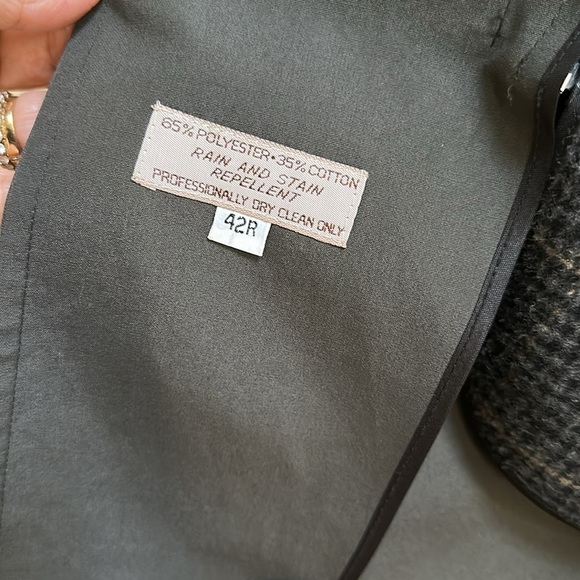 65% POLYESTER • 35% COTTON
RAIN AND STAIN
REPELLENT
PROFESSIONALLY DRY CLEAN ONLY
42R